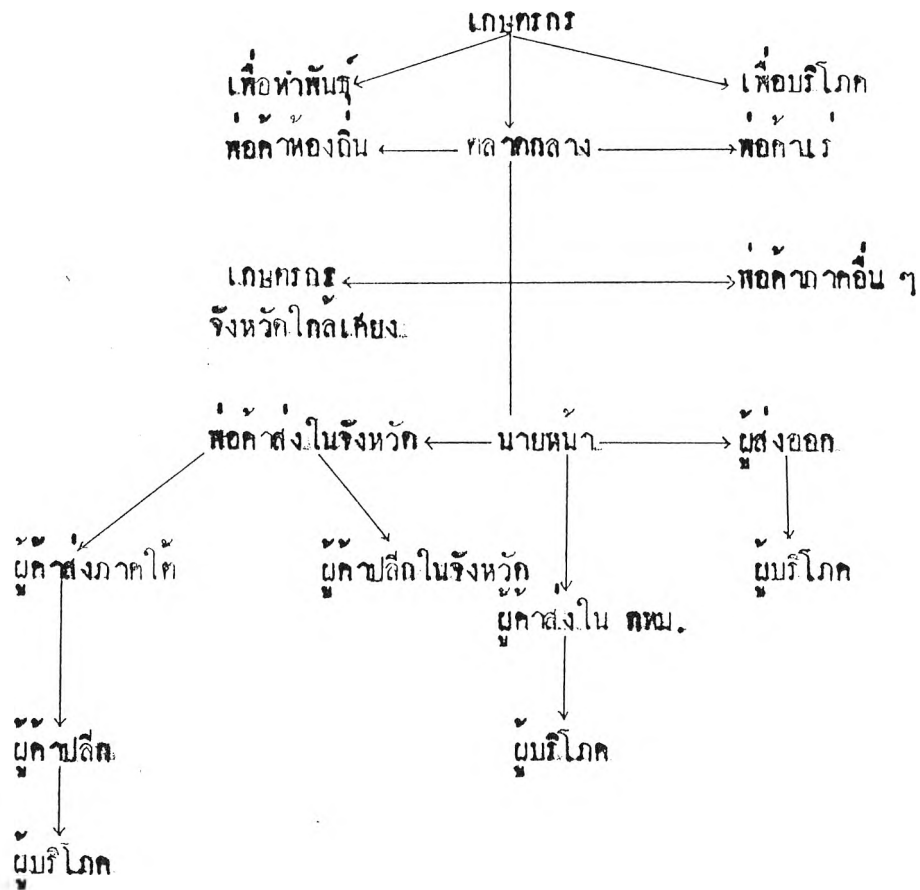 เกษตรกร
เพื่อทำพันธุ์ เพื่อบริโภค
พ่อค้าท้องถิ่น ตลาดกลาง พ่อค้าเร่
เกษตรกร พ่อค้าภาคอื่น ๆ
จังหวัดใกล้เคียง
พ่อค้าส่งในจังหวัด นายหน้า ผู้ส่งออก
ผู้ค้าส่งภาคใต้ ผู้ค้าปลีกในจังหวัด ผู้บริโภค
ผู้ค้าส่งใน กทม.
ผู้ค้าปลีก ผู้บริโภค
ผู้บริโภค